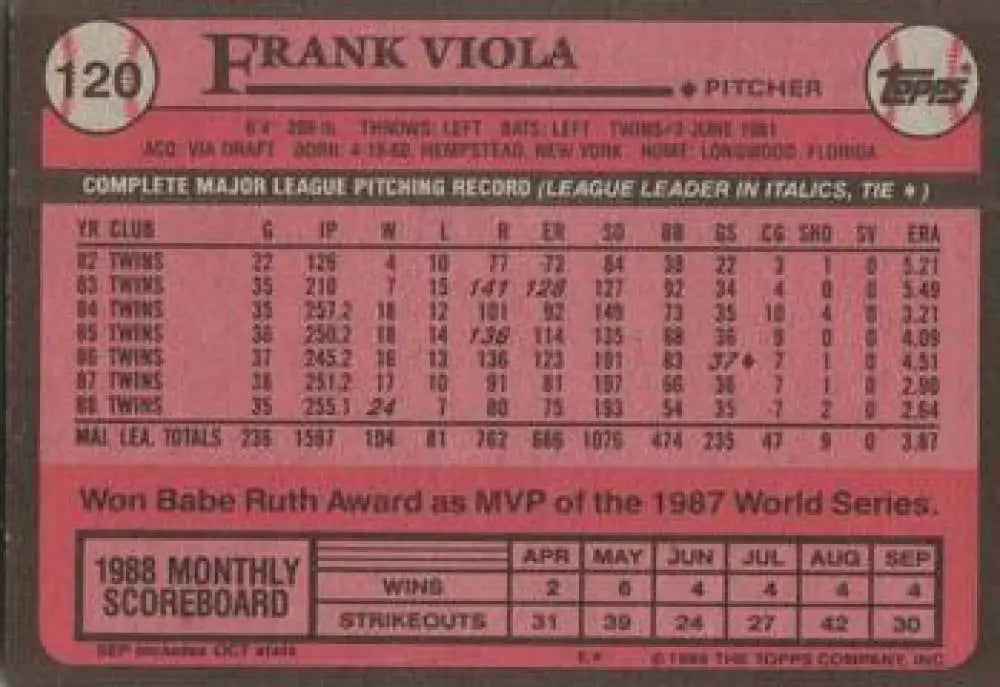 120
FRANK VIOLA
♦ PITCHER
TOPPS
6'4" 209 lb. THROWS: LEFT BATS: LEFT TWINS #2-JUNE 1981
ACQ: VIA DRAFT BORN: 4-19-60, HEMPSTEAD, NEW YORK HOME: LONGWOOD, FLORIDA
COMPLETE MAJOR LEAGUE PITCHING RECORD (LEAGUE LEADER IN ITALICS, TIE ♦)
YR CLUB G IP W L R ER SO BB GS CG SHO SV ERA
82 TWINS 22 126 4 10 77 73 84 38 22 3 1 0 5.21
83 TWINS 35 210 7 15 141 128 127 92 34 4 0 0 5.49
84 TWINS 35 257.2 18 12 101 92 149 73 35 10 4 0 3.21
85 TWINS 36 250.2 18 14 136 114 135 68 36 9 0 0 4.09
86 TWINS 37 245.2 16 13 136 123 191 83 37♦ 7 1 0 4.51
87 TWINS 36 251.2 17 10 91 81 197 66 36 7 1 0 2.90
88 TWINS 35 255.1 24 7 80 75 193 54 35 7 2 0 2.64
MAJ. LEA. TOTALS 236 1597 104 81 762 686 1076 474 235 47 9 0 3.87
Won Babe Ruth Award as MVP of the 1987 World Series.
1988 MONTHLY SCOREBOARD
APR MAY JUN JUL AUG SEP
WINS 2 6 4 4 4 4
STRIKEOUTS 31 39 24 27 42 30
SEP includes OCT stats
© 1989 THE TOPPS COMPANY, INC.